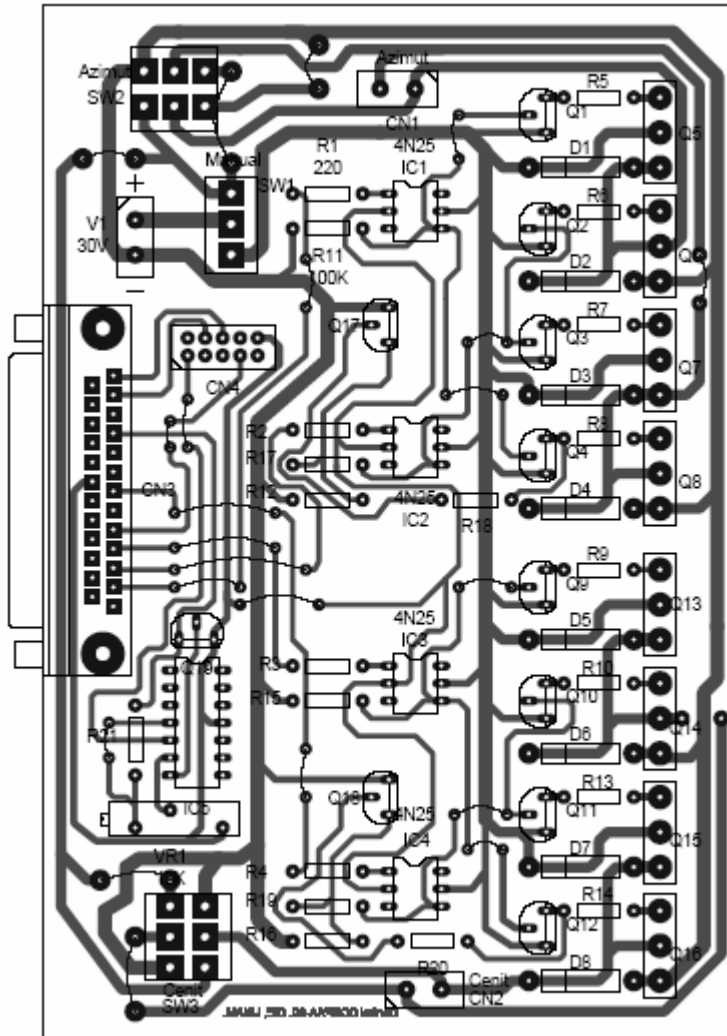 Azimut
SW2
CN1
R5
Q1
Q5
D1
R1
220
4N25
IC1
Manual
SW1
+
V1
30V
−
R6
Q2
Q6
D2
R11
100K
Q17
R7
Q3
Q7
D3
CN4
R2
R17
R12
CN3
4N25
IC2
R18
R8
Q4
Q8
D4
R9
Q9
Q13
D5
4N25
IC3
R3
R15
Q19
R21
IC5
R10
Q10
Q14
D6
Q18
4N25
IC4
R13
Q11
Q15
D7
VR1
R4
R19
R16
R20
R14
Q12
Q16
D8
Cenit
SW3
Cenit
CN2